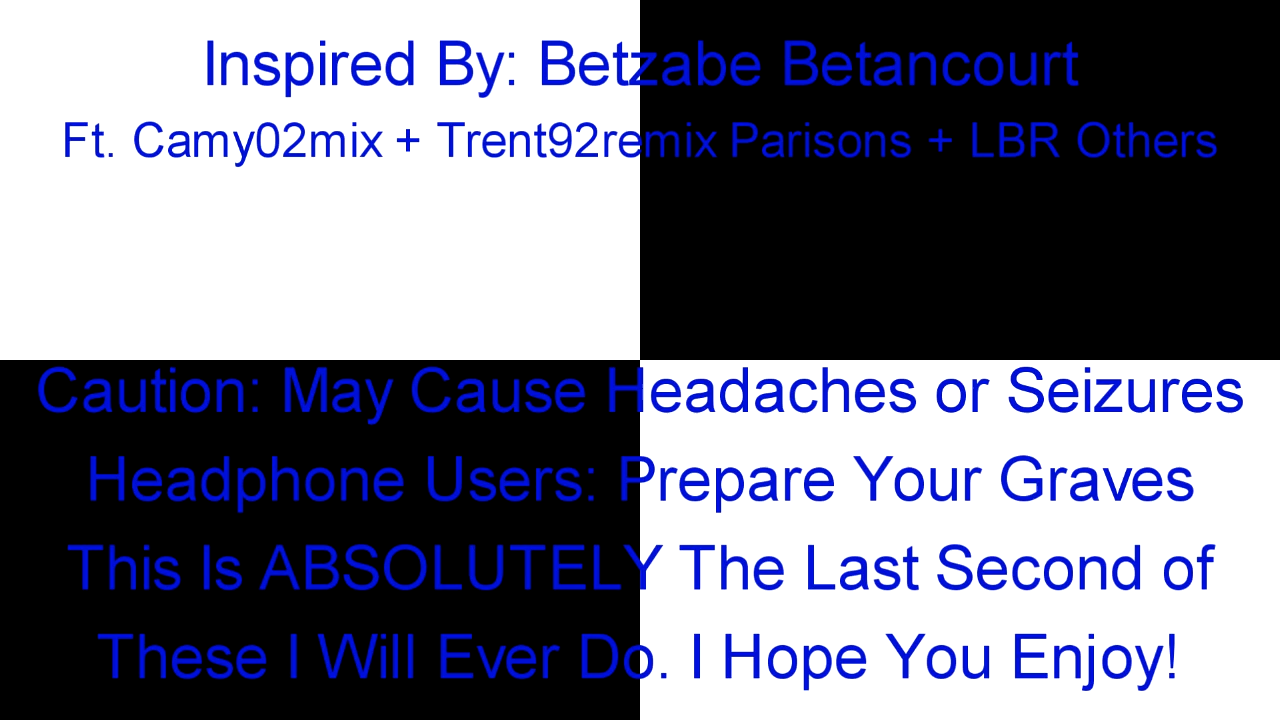 Inspired By: Betzabe Betancourt
Ft. Camy02mix + Trent92remix Parisons + LBR Others
Caution: May Cause Headaches or Seizures
Headphone Users: Prepare Your Graves
This Is ABSOLUTELY The Last Second of
These I Will Ever Do. I Hope You Enjoy!